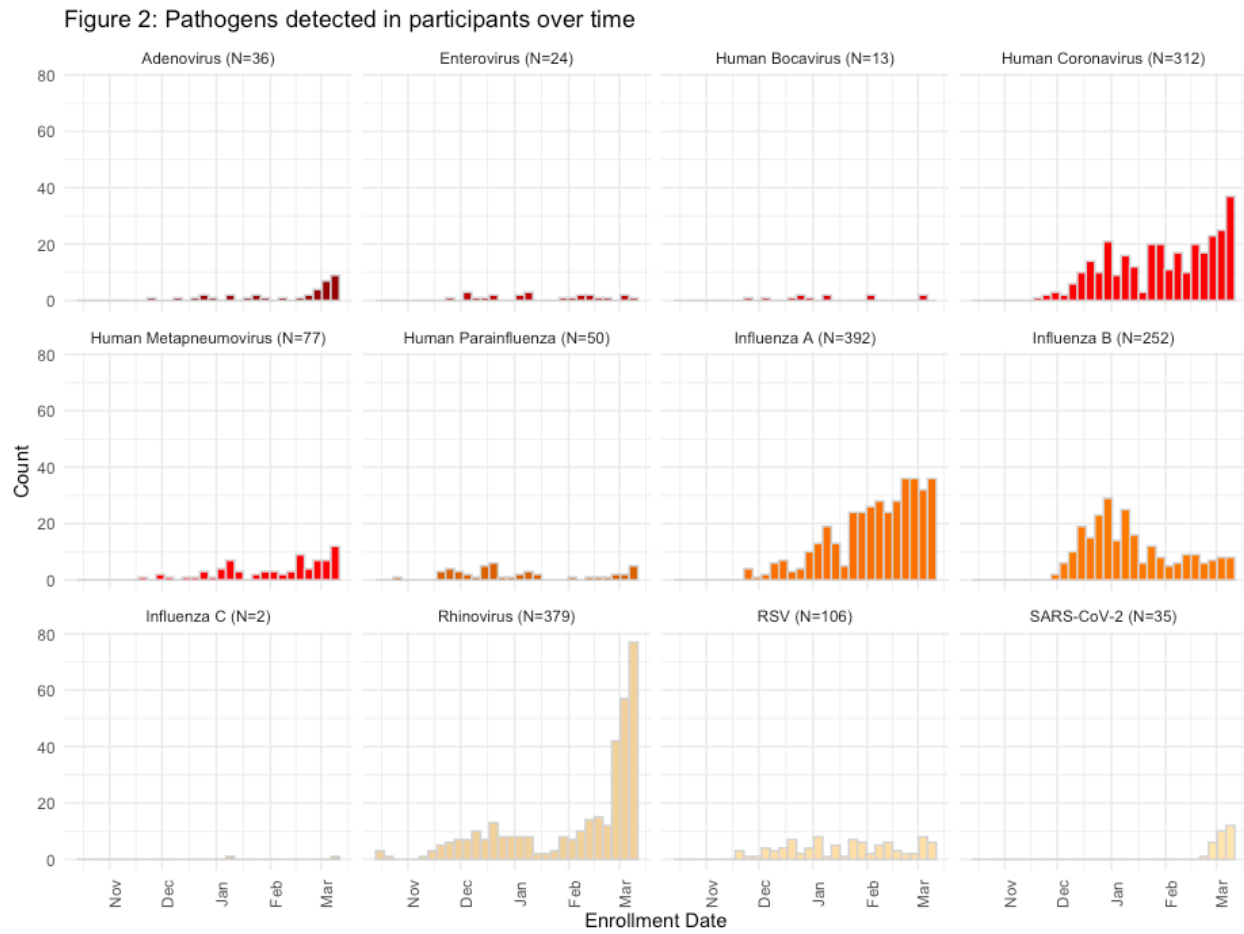 Figure 2: Pathogens detected in participants over time
Adenovirus (N=36) Enterovirus (N=24) Human Bocavirus (N=13) Human Coronavirus (N=312)
80
60
40
20
0
Human Metapneumovirus (N=77) Human Parainfluenza (N=50) Influenza A (N=392) Influenza B (N=252)
80
60
40
20
0
Count
Influenza C (N=2) Rhinovirus (N=379) RSV (N=106) SARS-CoV-2 (N=35)
80
60
40
20
0
Nov Dec Jan Feb Mar Nov Dec Jan Feb Mar Nov Dec Jan Feb Mar Nov Dec Jan Feb Mar
Enrollment Date